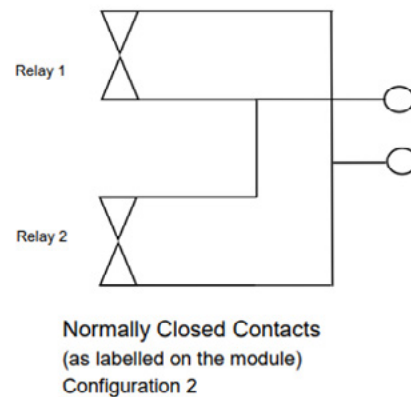 Relay 1
Relay 2
Normally Closed Contacts
(as labelled on the module)
Configuration 2